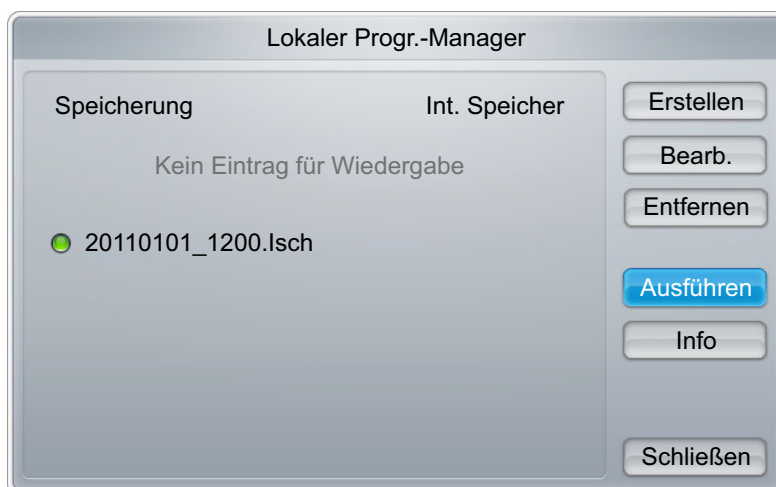 Lokaler Progr.-Manager
Speicherung Int. Speicher
Kein Eintrag für Wiedergabe
20110101_1200.lsch
Erstellen
Bearb.
Entfernen
Ausführen
Info
Schließen